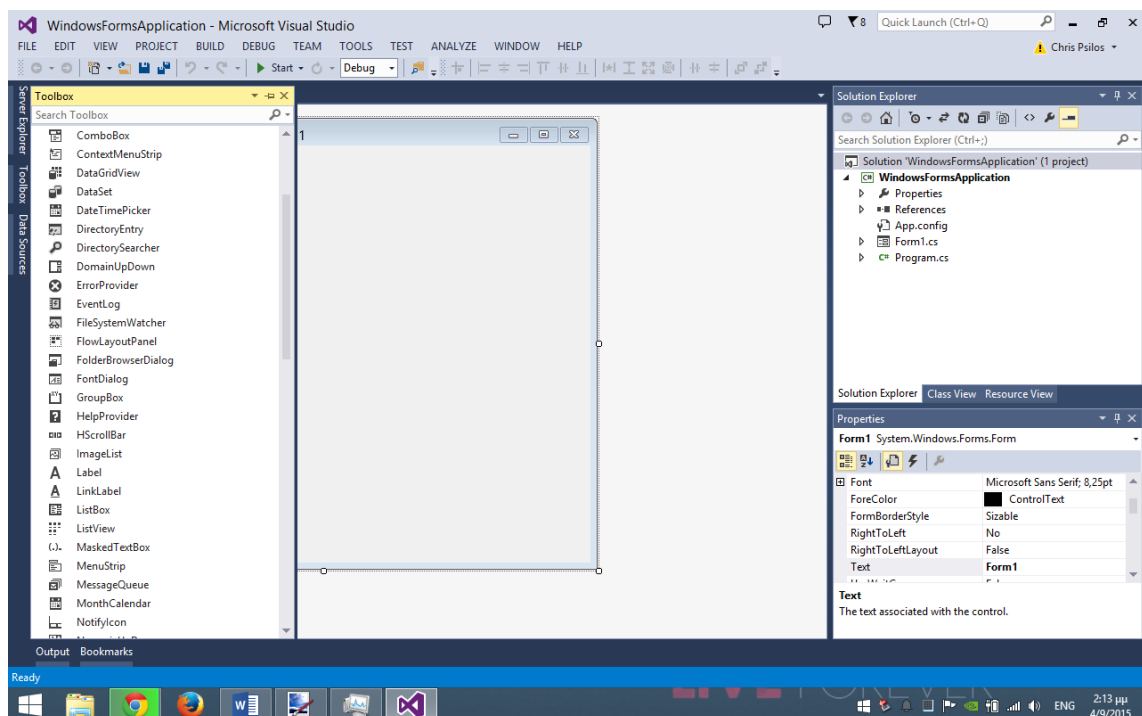 WindowsFormsApplication - Microsoft Visual Studio
8
Quick Launch (Ctrl+Q)
FILE EDIT VIEW PROJECT BUILD DEBUG TEAM TOOLS TEST ANALYZE WINDOW HELP
Chris Psilos
Start
Debug
Server Explorer
Toolbox
Data Sources
Toolbox
Search Toolbox
ComboBox
ContextMenuStrip
DataGridView
DataSet
DateTimePicker
DirectoryEntry
DirectorySearcher
DomainUpDown
ErrorProvider
EventLog
FileSystemWatcher
FlowLayoutPanel
FolderBrowserDialog
FontDialog
GroupBox
HelpProvider
HScrollBar
ImageList
Label
LinkLabel
ListBox
ListView
MaskedTextBox
MenuStrip
MessageQueue
MonthCalendar
NotifyIcon
1
Solution Explorer
Search Solution Explorer (Ctrl+;)
Solution 'WindowsFormsApplication' (1 project)
WindowsFormsApplication
Properties
References
App.config
Form1.cs
Program.cs
Solution Explorer Class View Resource View
Properties
Form1 System.Windows.Forms.Form
Font Microsoft Sans Serif; 8,25pt
ForeColor ControlText
FormBorderStyle Sizable
RightToLeft No
RightToLeftLayout False
Text Form1
Text
The text associated with the control.
Output Bookmarks
Ready
ENG
2:13 μμ
4/9/2015